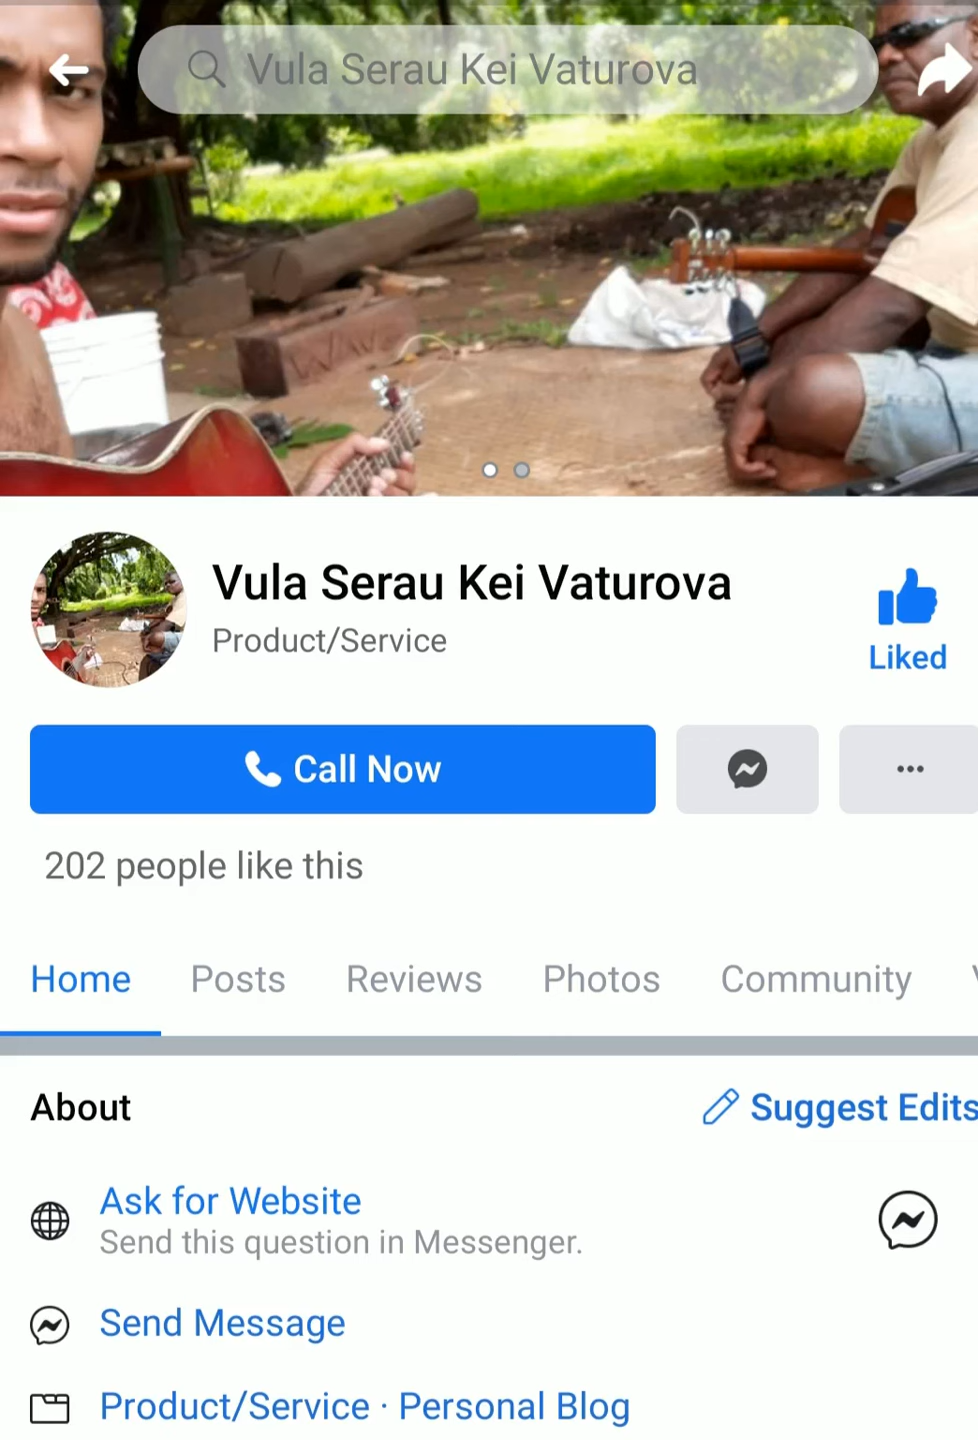 Vula Serau Kei Vaturova
Vula Serau Kei Vaturova
Product/Service
Liked
Call Now
202 people like this
Home Posts Reviews Photos Community
About
Suggest Edits
Ask for Website
Send this question in Messenger.
Send Message
Product/Service · Personal Blog